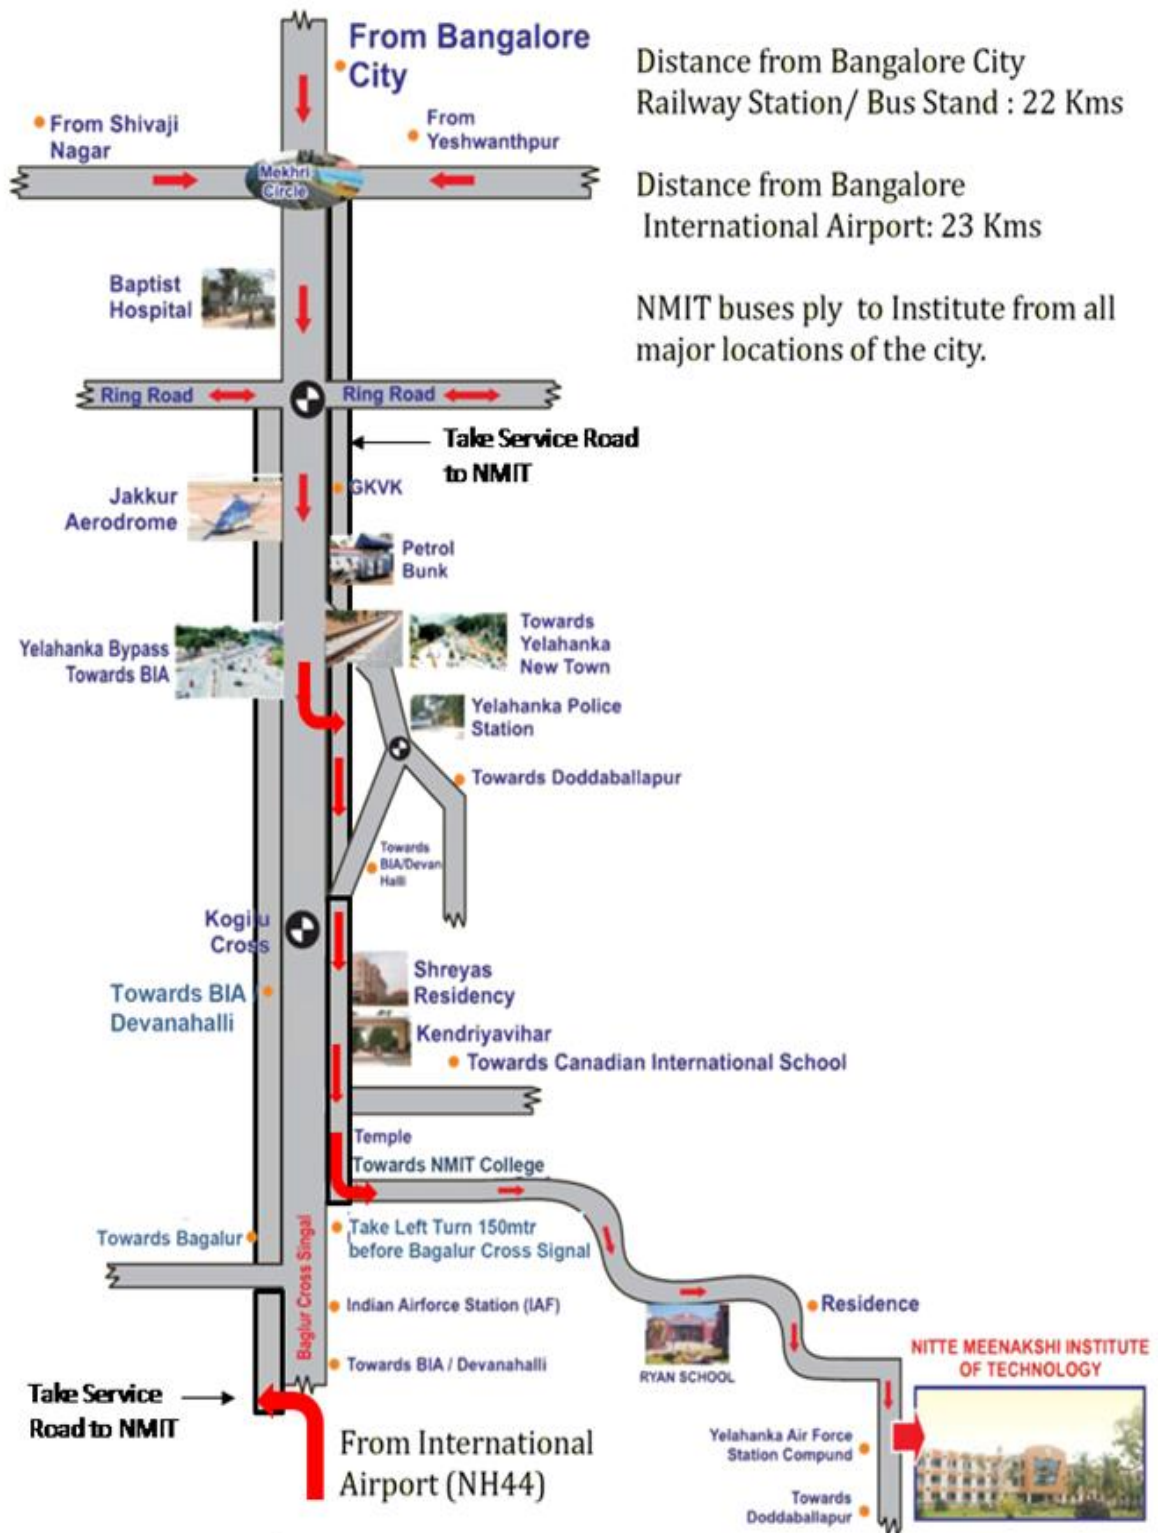 From Bangalore
City
Distance from Bangalore City
Railway Station/ Bus Stand : 22 Kms
From Shivaji
Nagar
From
Yeshwanthpur
Mekhri
Circle
Distance from Bangalore
International Airport: 23 Kms
Baptist
Hospital
NMIT buses ply to Institute from all
major locations of the city.
Ring Road
Ring Road
Take Service Road
to NMIT
GKVK
Jakkur
Aerodrome
Petrol
Bunk
Yelahanka Bypass
Towards BIA
Towards
Yelahanka
New Town
Yelahanka Police
Station
Towards Doddaballapur
Towards
BIA/Devan
Halli
Kogilu
Cross
Shreyas
Residency
Towards BIA /
Devanahalli
Kendriyavihar
Towards Canadian International School
Temple
Towards NMIT College
Towards Bagalur
Take Left Turn 150mtr
before Bagalur Cross Signal
Baglur Cross Singal
Indian Airforce Station (IAF)
Residence
Towards BIA / Devanahalli
RYAN SCHOOL
NITTE MEENAKSHI INSTITUTE
OF TECHNOLOGY
Take Service
Road to NMIT
From International
Airport (NH44)
Yelahanka Air Force
Station Compund
Towards
Doddaballapur